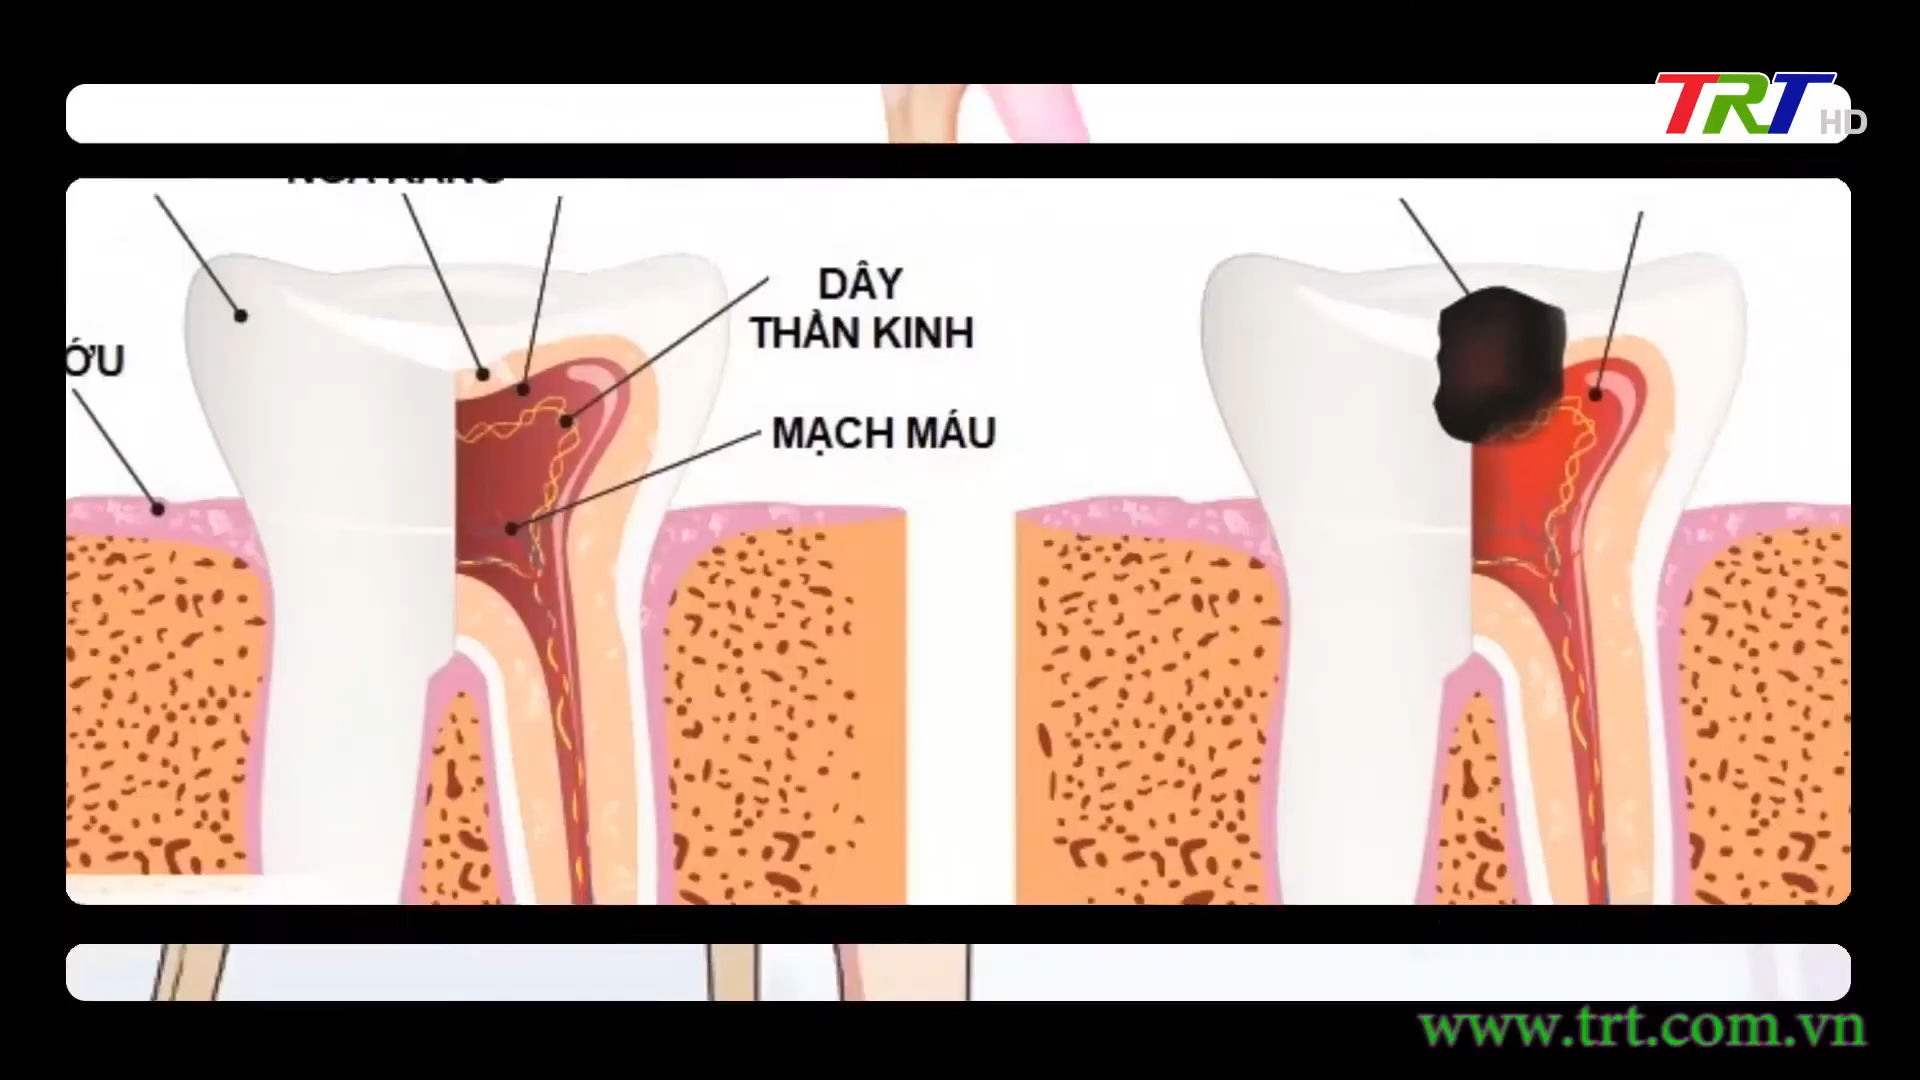 TRT HD
DÂY
THẦN KINH
ỚU
MẠCH MÁU
www.trt.com.vn